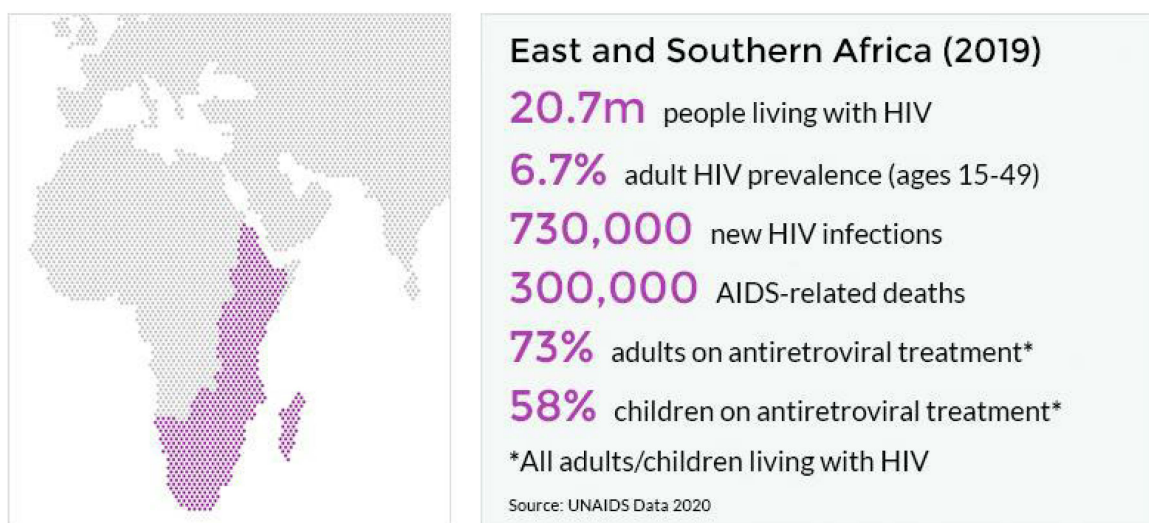 East and Southern Africa (2019)
20.7m people living with HIV
6.7% adult HIV prevalence (ages 15-49)
730,000 new HIV infections
300,000 AIDS-related deaths
73% adults on antiretroviral treatment*
58% children on antiretroviral treatment*
*All adults/children living with HIV
Source: UNAIDS Data 2020